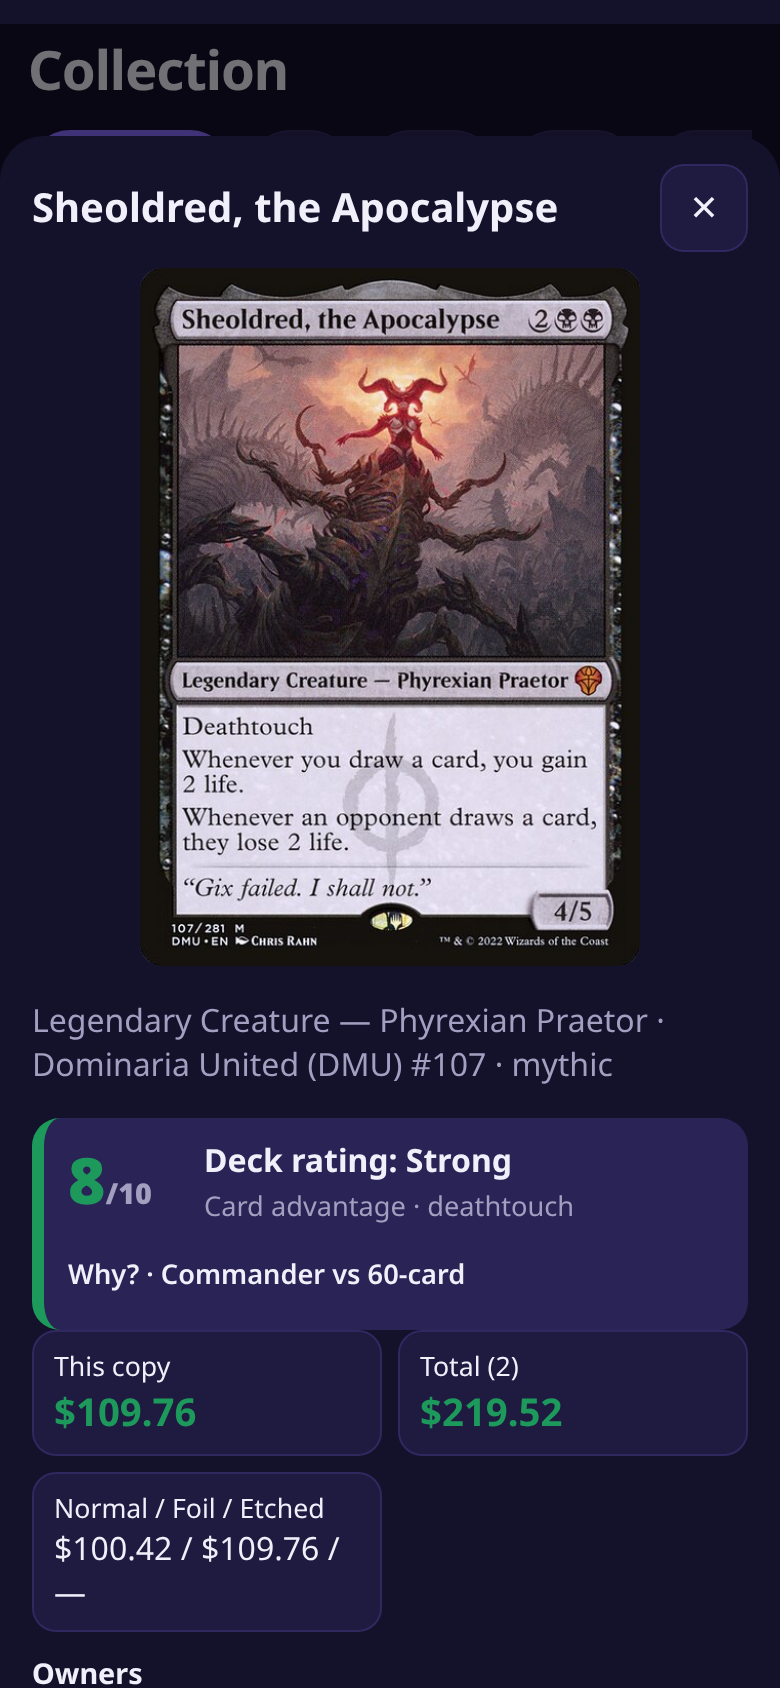 Collection
Sheoldred, the Apocalypse
✕
Sheoldred, the Apocalypse 2
Legendary Creature — Phyrexian Praetor
Deathtouch
Whenever you draw a card, you gain
2 life.
Whenever an opponent draws a card,
they lose 2 life.
“Gix failed. I shall not.”
4/5
107/281 M
DMU • EN Chris Rahn
™ & © 2022 Wizards of the Coast
Legendary Creature — Phyrexian Praetor ·
Dominaria United (DMU) #107 · mythic
8/10
Deck rating: Strong
Card advantage · deathtouch
Why? · Commander vs 60-card
This copy
$109.76
Total (2)
$219.52
Normal / Foil / Etched
$100.42 / $109.76 /
—
Owners